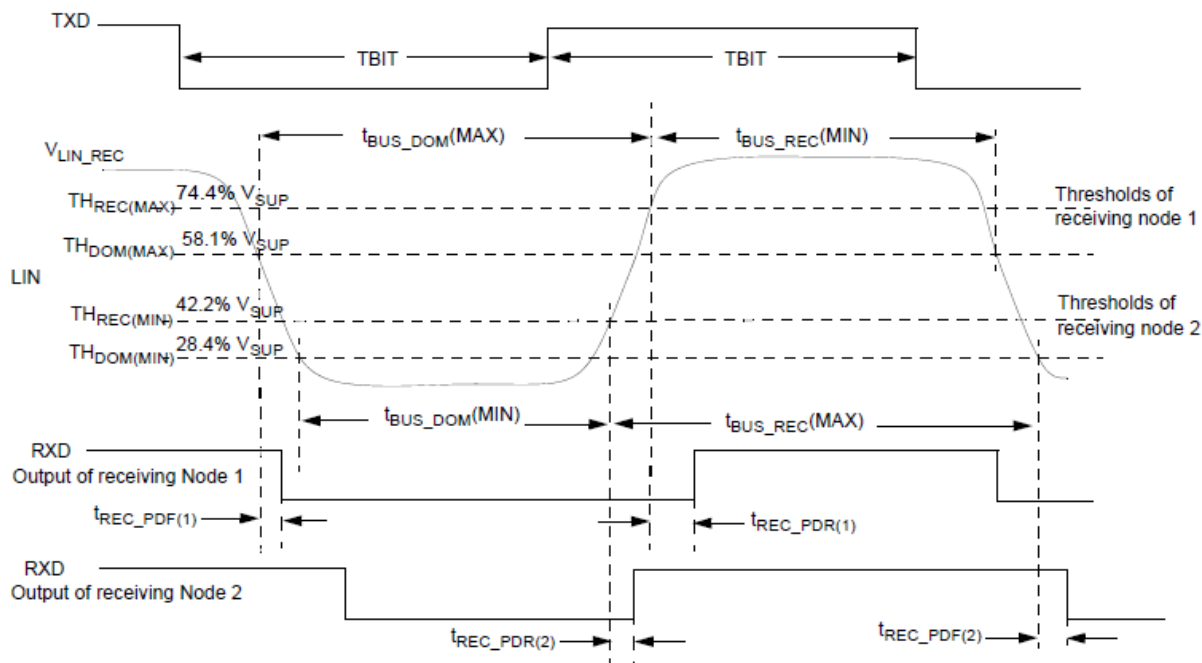 TXD
TBIT
TBIT
tBUS_DOM(MAX)
tBUS_REC(MIN)
VLIN_REC
THREC(MAX) 74.4% VSUP
Thresholds of
receiving node 1
THDOM(MAX) 58.1% VSUP
LIN
THREC(MIN) 42.2% VSUP
Thresholds of
receiving node 2
THDOM(MIN) 28.4% VSUP
tBUS_DOM(MIN)
tBUS_REC(MAX)
RXD
Output of receiving Node 1
tREC_PDF(1)
tREC_PDR(1)
RXD
Output of receiving Node 2
tREC_PDR(2)
tREC_PDF(2)